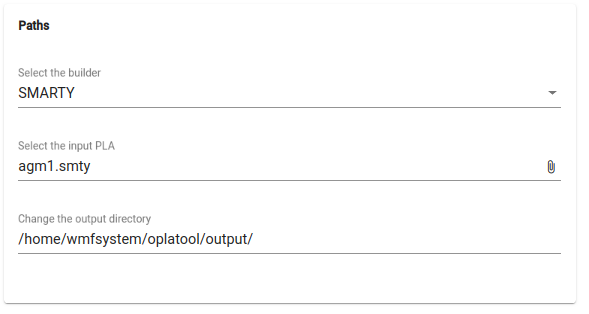 Paths
Select the builder
SMARTY
Select the input PLA
agm1.smty
Change the output directory
/home/wmfsystem/oplatool/output/